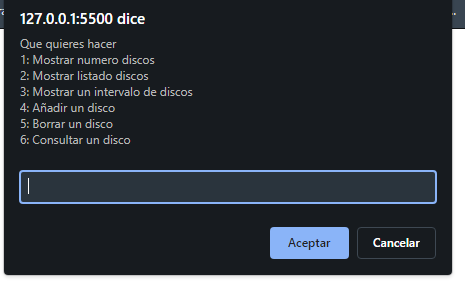 127.0.0.1:5500 dice
Que quieres hacer
1: Mostrar numero discos
2: Mostrar listado discos
3: Mostrar un intervalo de discos
4: Añadir un disco
5: Borrar un disco
6: Consultar un disco
Aceptar
Cancelar